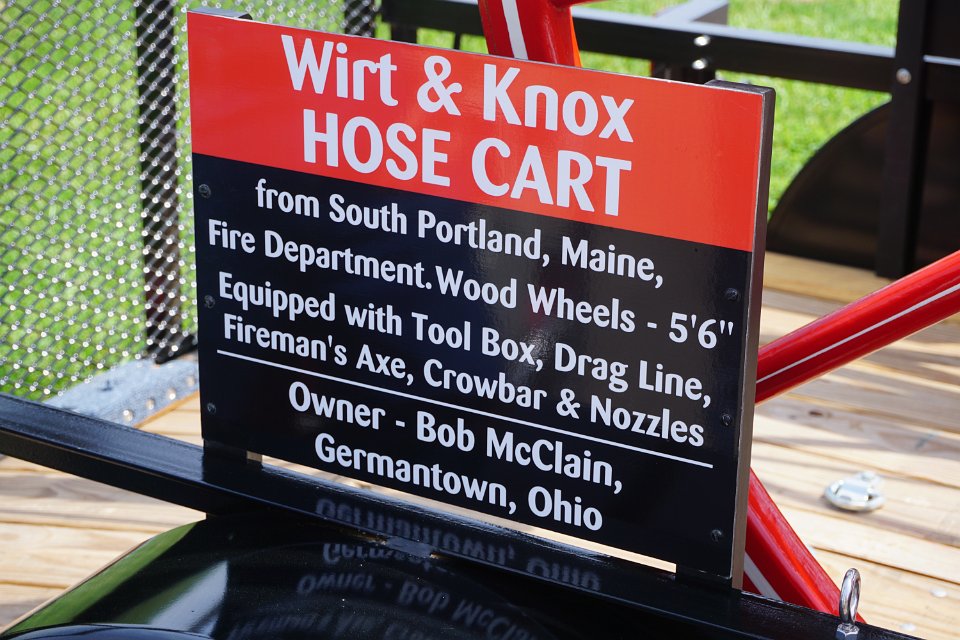 Wirt & Knox
HOSE CART
from South Portland, Maine,
Fire Department. Wood Wheels - 5'6"
Equipped with Tool Box, Drag Line,
Fireman's Axe, Crowbar & Nozzles
Owner - Bob McClain,
Germantown, Ohio